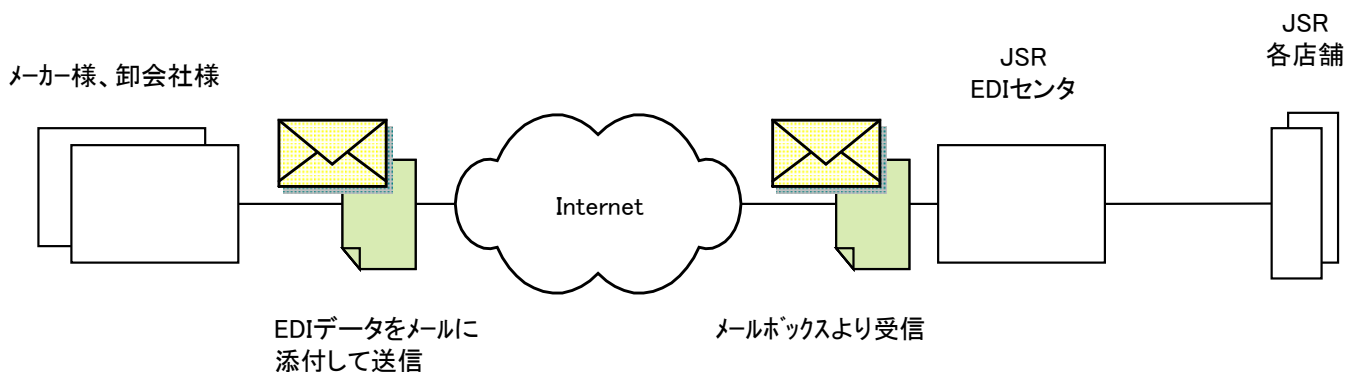 JSR
各店舗
JSR
EDIセンタ
ﾒｰｶｰ様、卸会社様
Internet
EDIデータをﾒｰﾙに
添付して送信
ﾒｰﾙﾎﾞｯｸｽより受信